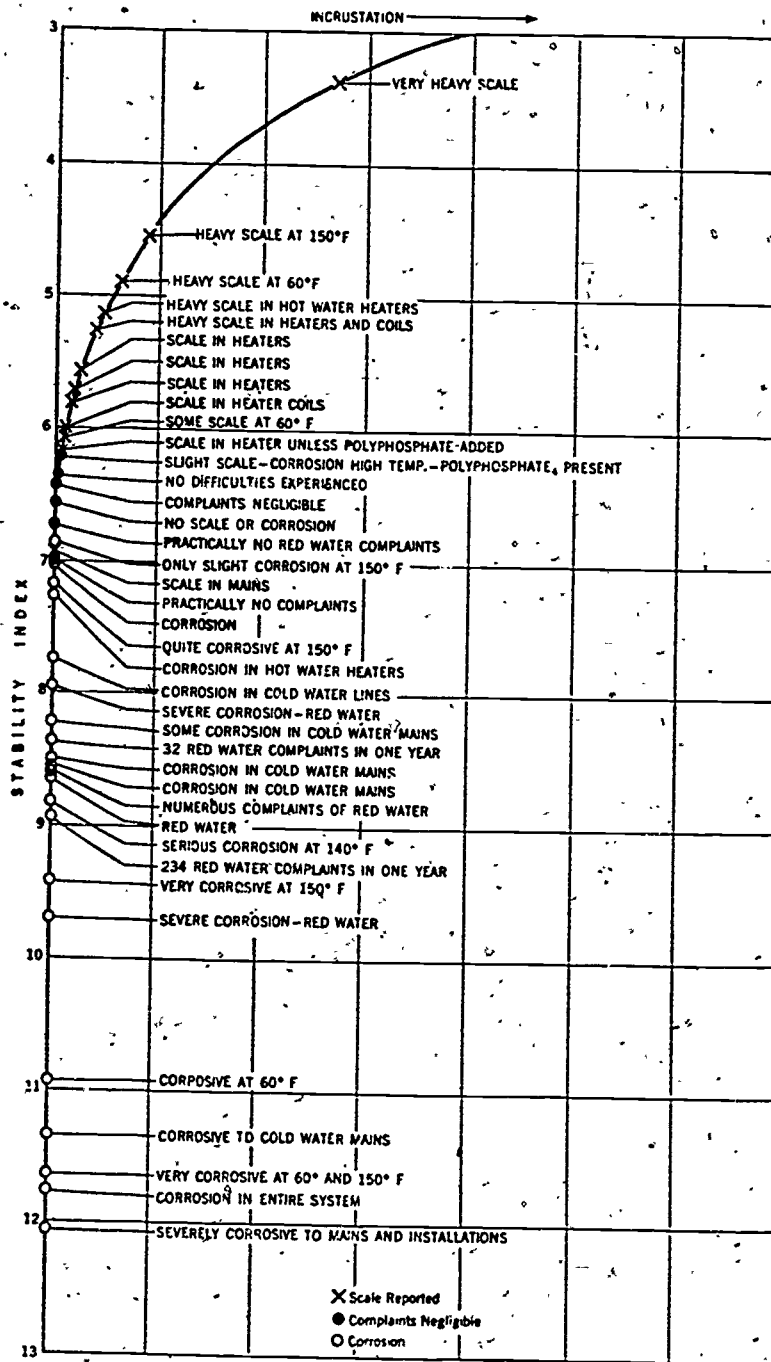 INCRUSTATION
3
VERY HEAVY SCALE
4
HEAVY SCALE AT 150°F
HEAVY SCALE AT 60°F
5
HEAVY SCALE IN HOT WATER HEATERS
HEAVY SCALE IN HEATERS AND COILS
SCALE IN HEATERS
SCALE IN HEATERS
SCALE IN HEATERS
SCALE IN HEATER COILS
SOME SCALE AT 60° F
6
SCALE IN HEATER UNLESS POLYPHOSPHATE-ADDED
SLIGHT SCALE-CORROSION HIGH TEMP.-POLYPHOSPHATE, PRESENT
NO DIFFICULTIES EXPERIENCED
COMPLAINTS NEGLIGIBLE
NO SCALE OR CORROSION
PRACTICALLY NO RED WATER COMPLAINTS
7
ONLY SLIGHT CORROSION AT 150° F
SCALE IN MAINS
PRACTICALLY NO COMPLAINTS
CORROSION
QUITE CORROSIVE AT 150° F
CORROSION IN HOT WATER HEATERS
STABILITY INDEX
8
CORROSION IN COLD WATER LINES
SEVERE CORROSION-RED WATER
SOME CORROSION IN COLD WATER MAINS
32 RED WATER COMPLAINTS IN ONE YEAR
CORROSION IN COLD WATER MAINS
CORROSION IN COLD WATER MAINS
NUMEROUS COMPLAINTS OF RED WATER
9
RED WATER
SERIOUS CORROSION AT 140° F
234 RED WATER COMPLAINTS IN ONE YEAR
VERY CORROSIVE AT 150° F
SEVERE CORROSION-RED WATER
10
CORPOSIVE AT 60° F
11
CORROSIVE TO COLD WATER MAINS
VERY CORROSIVE AT 60° AND 150° F
CORROSION IN ENTIRE SYSTEM
12
SEVERELY CORROSIVE TO MAINS AND INSTALLATIONS
X Scale Reported
● Complaints Negligible
O Corrosion
13